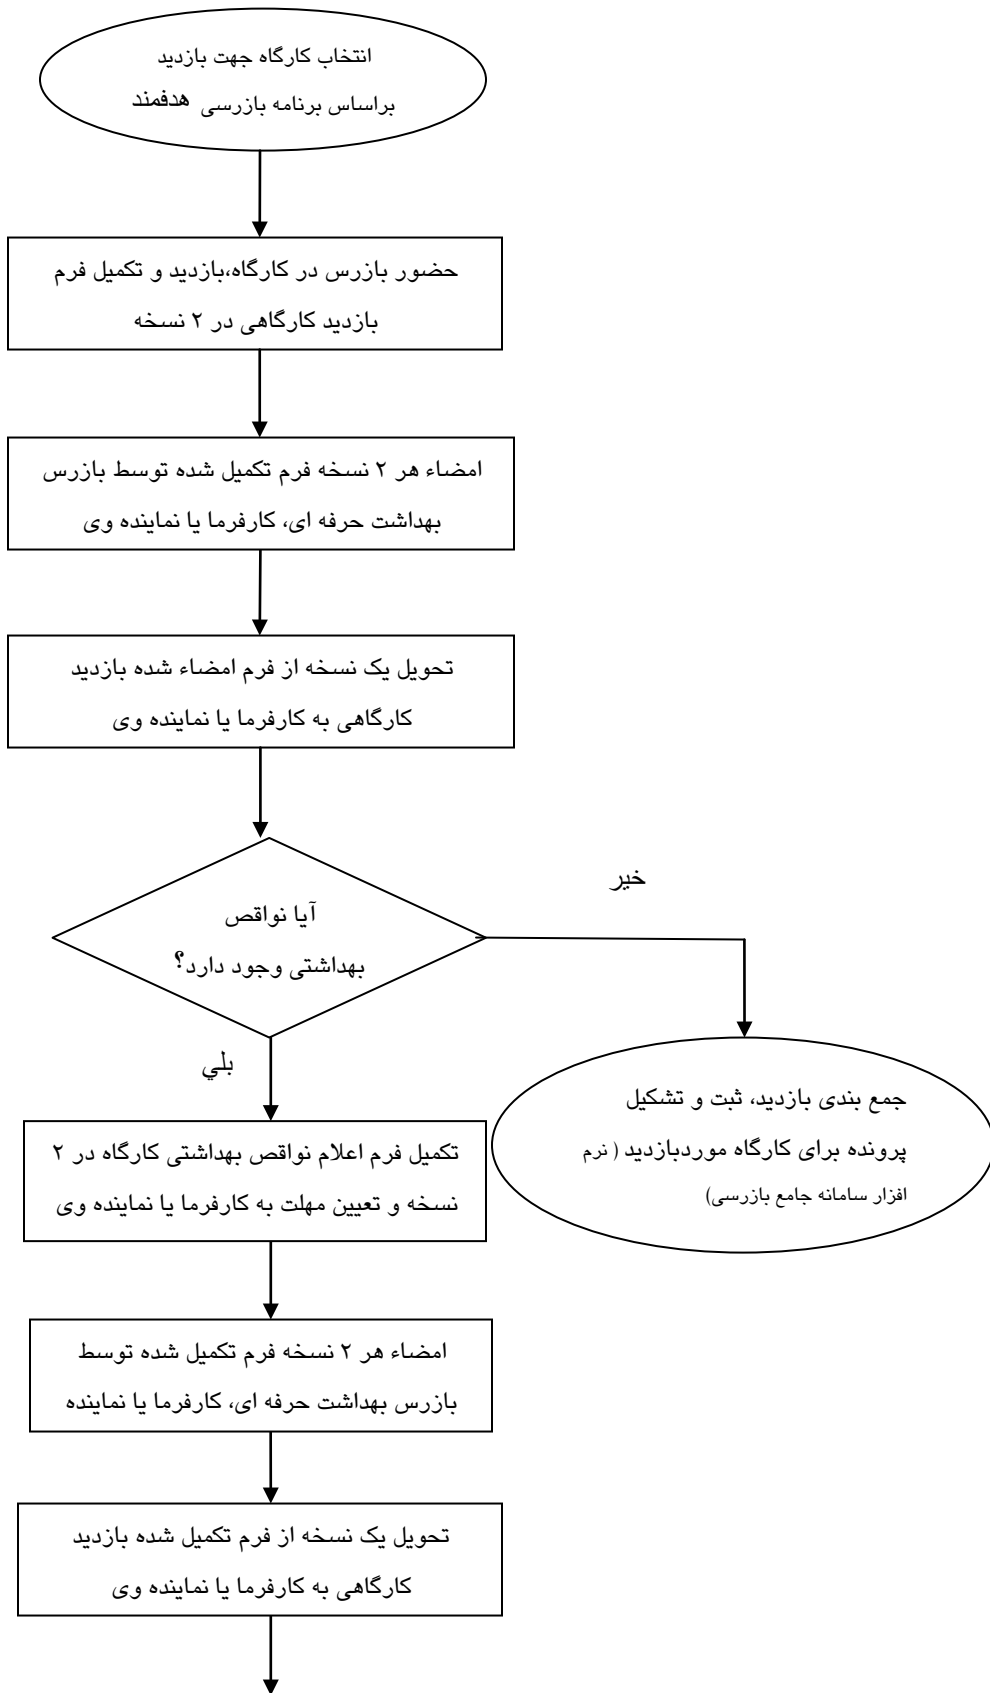 انتخاب کارگاه جهت بازدید
براساس برنامه بازرسی هدفمند
حضور بازرس در کارگاه،بازدید و تکمیل فرم
بازدید کارگاهی در ۲ نسخه
امضاء هر ۲ نسخه فرم تکمیل شده توسط بازرس
بهداشت حرفه ای، کارفرما یا نماینده وی
تحویل یک نسخه از فرم امضاء شده بازدید
کارگاهی به کارفرما یا نماینده وی
آیا نواقص
بهداشتی وجود دارد؟
خیر
بلي
جمع بندی بازدید، ثبت و تشکیل
پرونده برای کارگاه موردبازدید ( نرم
افزار سامانه جامع بازرسی)
تکمیل فرم اعلام نواقص بهداشتی کارگاه در ۲
نسخه و تعیین مهلت به کارفرما یا نماینده وی
امضاء هر ۲ نسخه فرم تکمیل شده توسط
بازرس بهداشت حرفه ای، کارفرما یا نماینده
تحویل یک نسخه از فرم تکمیل شده بازدید
کارگاهی به کارفرما یا نماینده وی